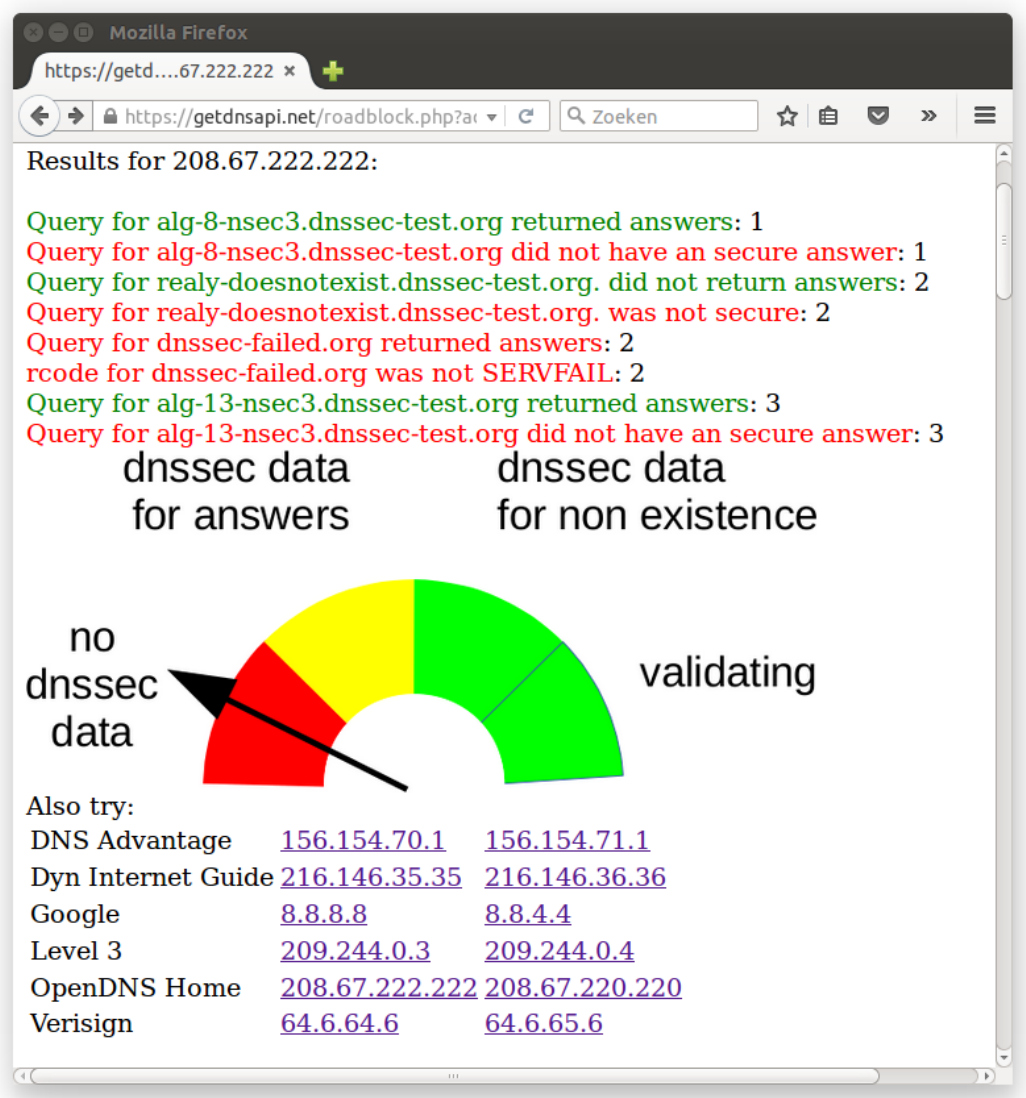 Mozilla Firefox
https://getd....67.222.222
https://getdnsapi.net/roadblock.php?ac
Zoeken
Results for 208.67.222.222:
Query for alg-8-nsec3.dnssec-test.org returned answers: 1
Query for alg-8-nsec3.dnssec-test.org did not have an secure answer: 1
Query for realy-doesnotexist.dnssec-test.org. did not return answers: 2
Query for realy-doesnotexist.dnssec-test.org. was not secure: 2
Query for dnssec-failed.org returned answers: 2
rcode for dnssec-failed.org was not SERVFAIL: 2
Query for alg-13-nsec3.dnssec-test.org returned answers: 3
Query for alg-13-nsec3.dnssec-test.org did not have an secure answer: 3
dnssec data
for answers
dnssec data
for non existence
no
dnssec
data
validating
Also try:
DNS Advantage 156.154.70.1 156.154.71.1
Dyn Internet Guide 216.146.35.35 216.146.36.36
Google 8.8.8.8 8.8.4.4
Level 3 209.244.0.3 209.244.0.4
OpenDNS Home 208.67.222.222 208.67.220.220
Verisign 64.6.64.6 64.6.65.6